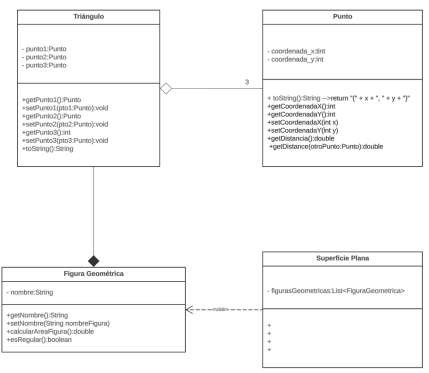 Triángulo
- punto1:Punto
- punto2:Punto
- punto3:Punto
+getPunto1():Punto
+setPunto1(pto1:Punto):void
+getPunto2():Punto
+setPunto2(pto2:Punto):void
+getPunto3():int
+setPunto3(pto3:Punto):void
+toString():String
3
Punto
- coordenada_x:int
- coordenada_y:int
+ toString():String -->return "(" + x + ", " + y + ")"
+getCoordenadaX():int
+getCoordenadaY():int
+setCoordenadaX(int x)
+setCoordenadaY(int y)
+getDistancia():double
+getDistance(otroPunto:Punto):double
Figura Geométrica
- nombre:String
+getNombre():String
+setNombre(String nombreFigura)
+calcularAreaFigura():double
+esRegular():boolean
Superficie Plana
- figurasGeometricas:List<FiguraGeometrica>
+
+
+
+